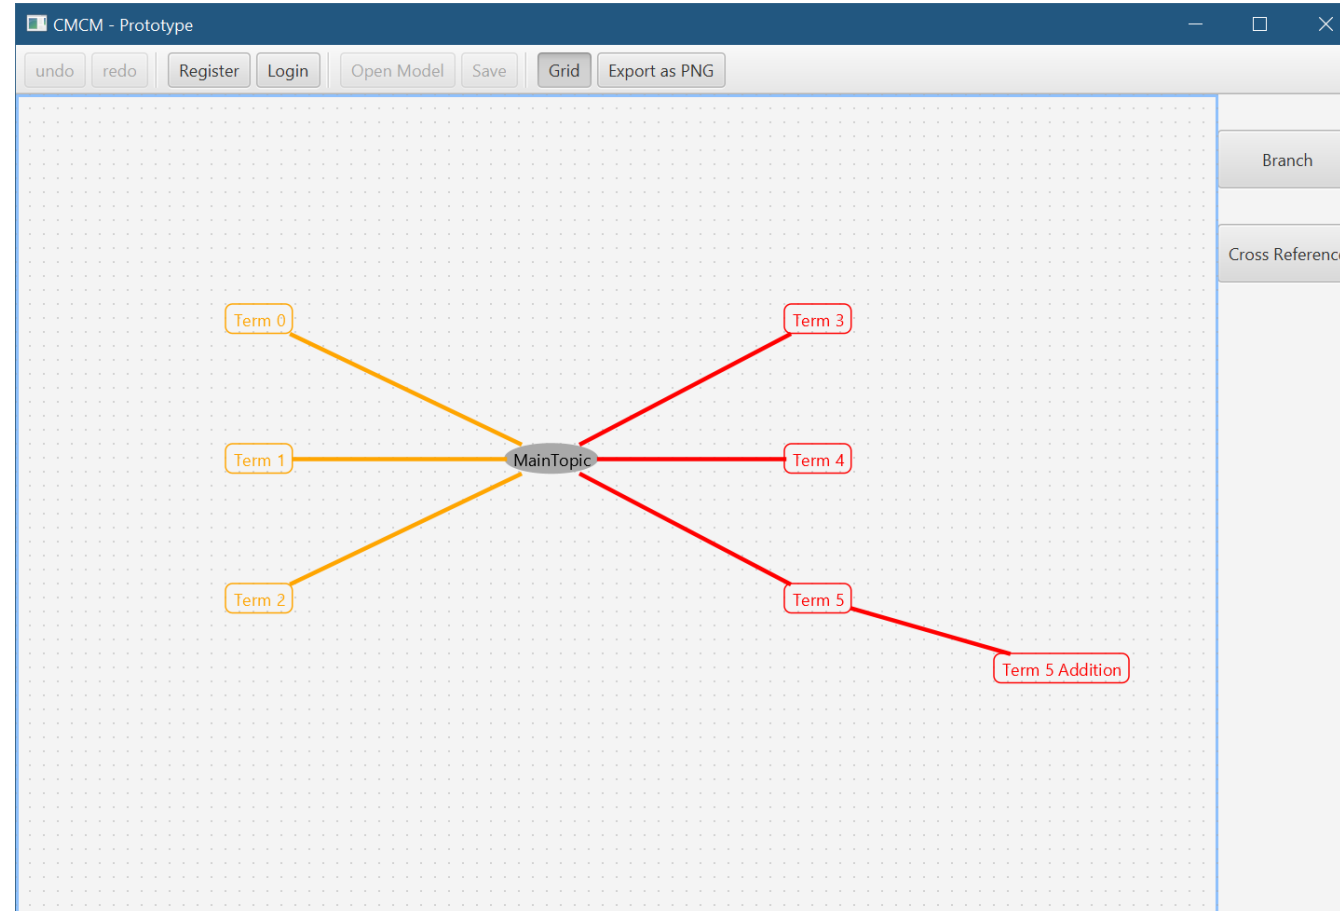 CMCM - Prototype
undo redo Register Login Open Model Save Grid Export as PNG
Branch
Cross Reference
Term 0
Term 3
Term 1
MainTopic
Term 4
Term 2
Term 5
Term 5 Addition